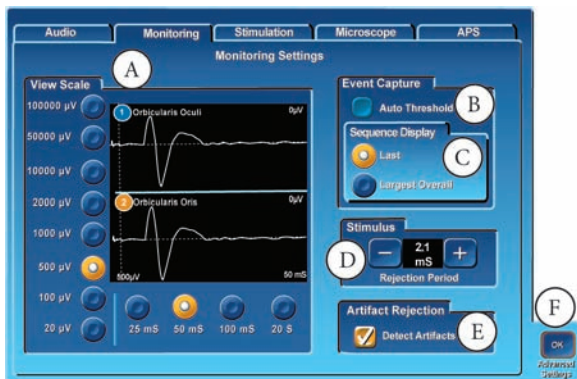 Audio Monitoring Stimulation Microscope APS
Monitoring Settings
A
View Scale
100000 µV
50000 µV
10000 µV
2000 µV
1000 µV
500 µV
100 µV
20 µV
1 Orbicularis Oculi 0µV
2 Orbicularis Oris 0µV
500µV 50 mS
25 mS 50 mS 100 mS 20 S
Event Capture
Auto Threshold
B
Sequence Display
Last
Largest Overall
C
Stimulus
D
− 2.1 mS +
Rejection Period
Artifact Rejection
Detect Artifacts
E
F
OK
Advanced
Settings